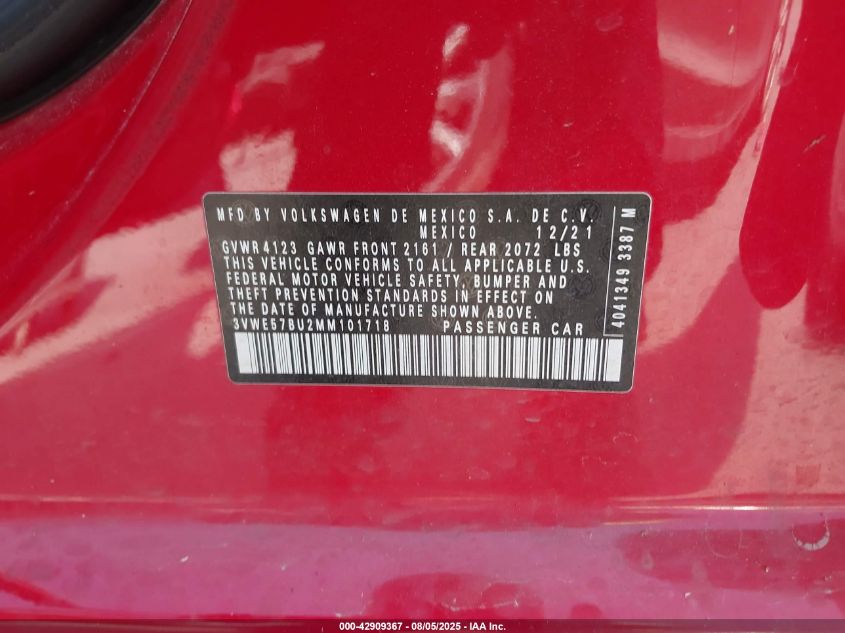 MFD BY VOLKSWAGEN DE MEXICO S.A. DE C.V.
MEXICO 12/21
GVWR 4123 GAWR FRONT 2161 / REAR 2072 LBS
THIS VEHICLE CONFORMS TO ALL APPLICABLE U.S.
FEDERAL MOTOR VEHICLE SAFETY, BUMPER AND
THEFT PREVENTION STANDARDS IN EFFECT ON
THE DATE OF MANUFACTURE SHOWN ABOVE.
3VWE57BU2MM101718 PASSENGER CAR
4041349 3387 M
000-42909367 - 08/05/2025 - IAA Inc.